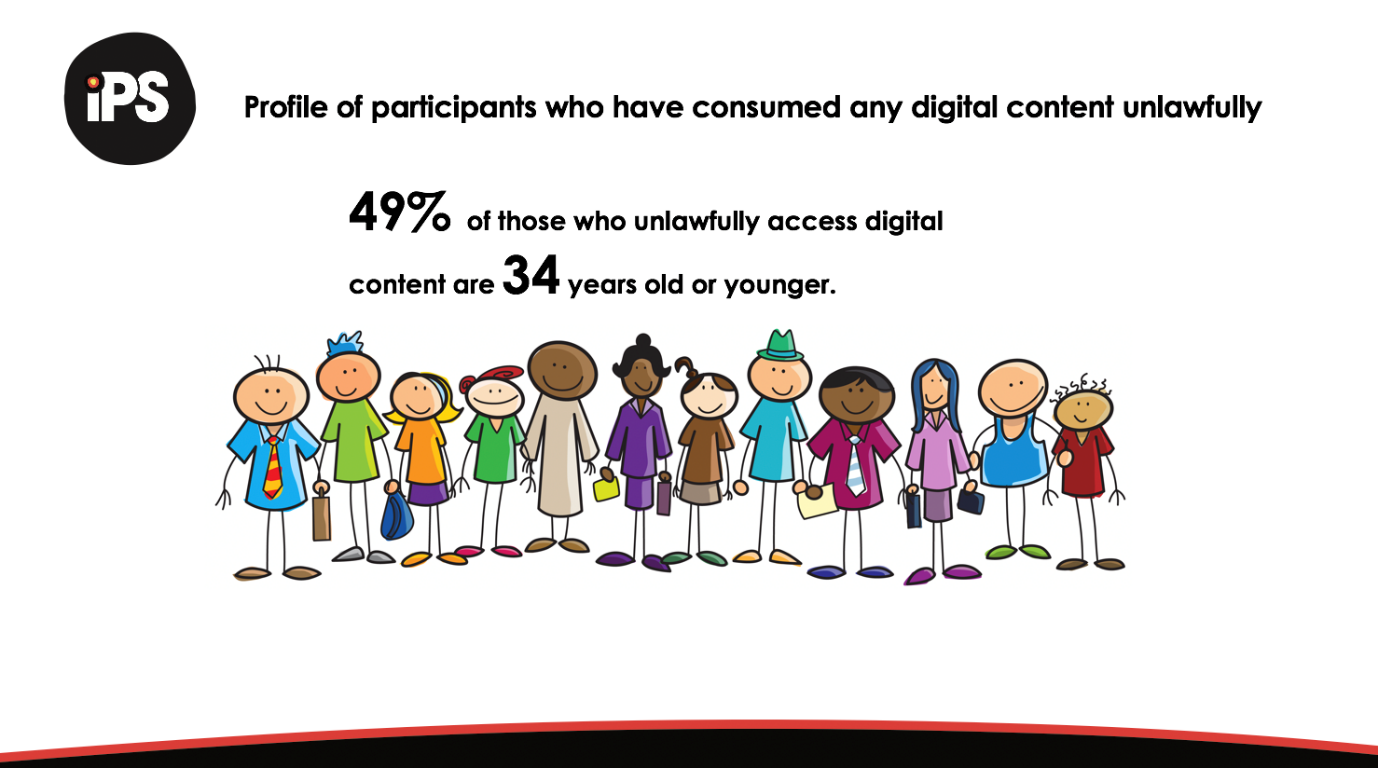 iPS
Profile of participants who have consumed any digital content unlawfully
49% of those who unlawfully access digital
content are 34 years old or younger.